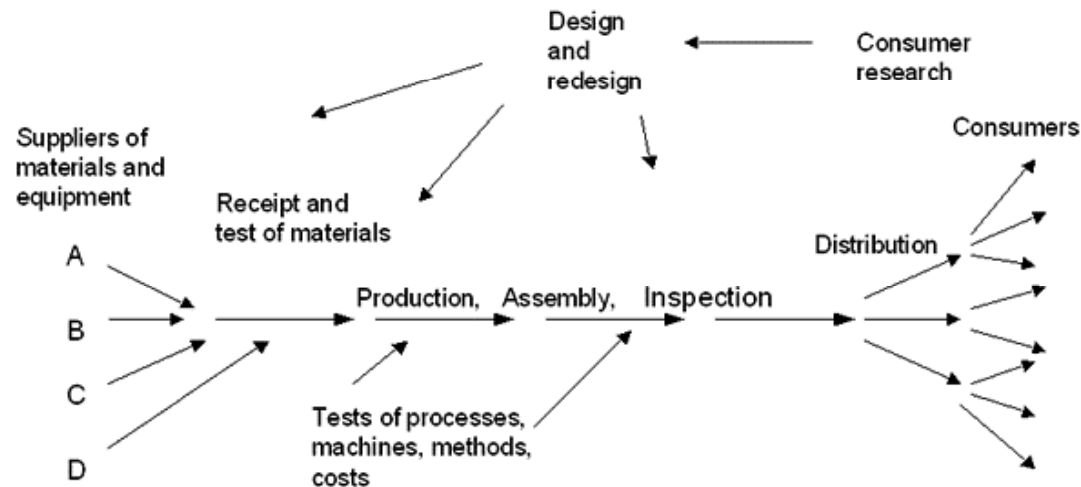 Design
and
redesign
Consumer
research
Consumers
Suppliers of
materials and
equipment
Receipt and
test of materials
A
Distribution
Production, Assembly, Inspection
B
C
Tests of processes,
machines, methods,
costs
D